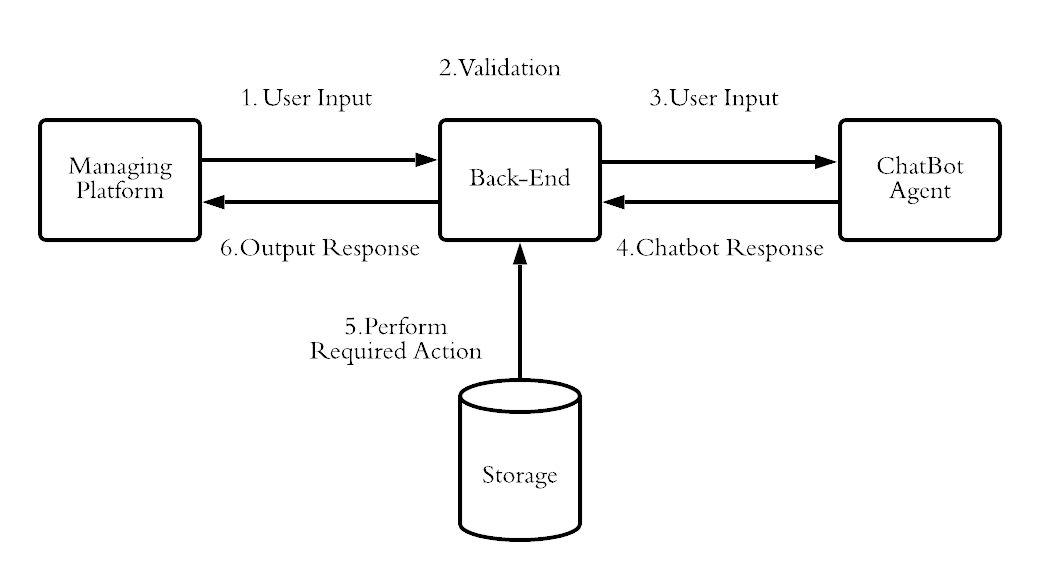 2.Validation
1. User Input
3.User Input
Managing
Platform
Back-End
ChatBot
Agent
6.Output Response
4.Chatbot Response
5.Perform
Required Action
Storage